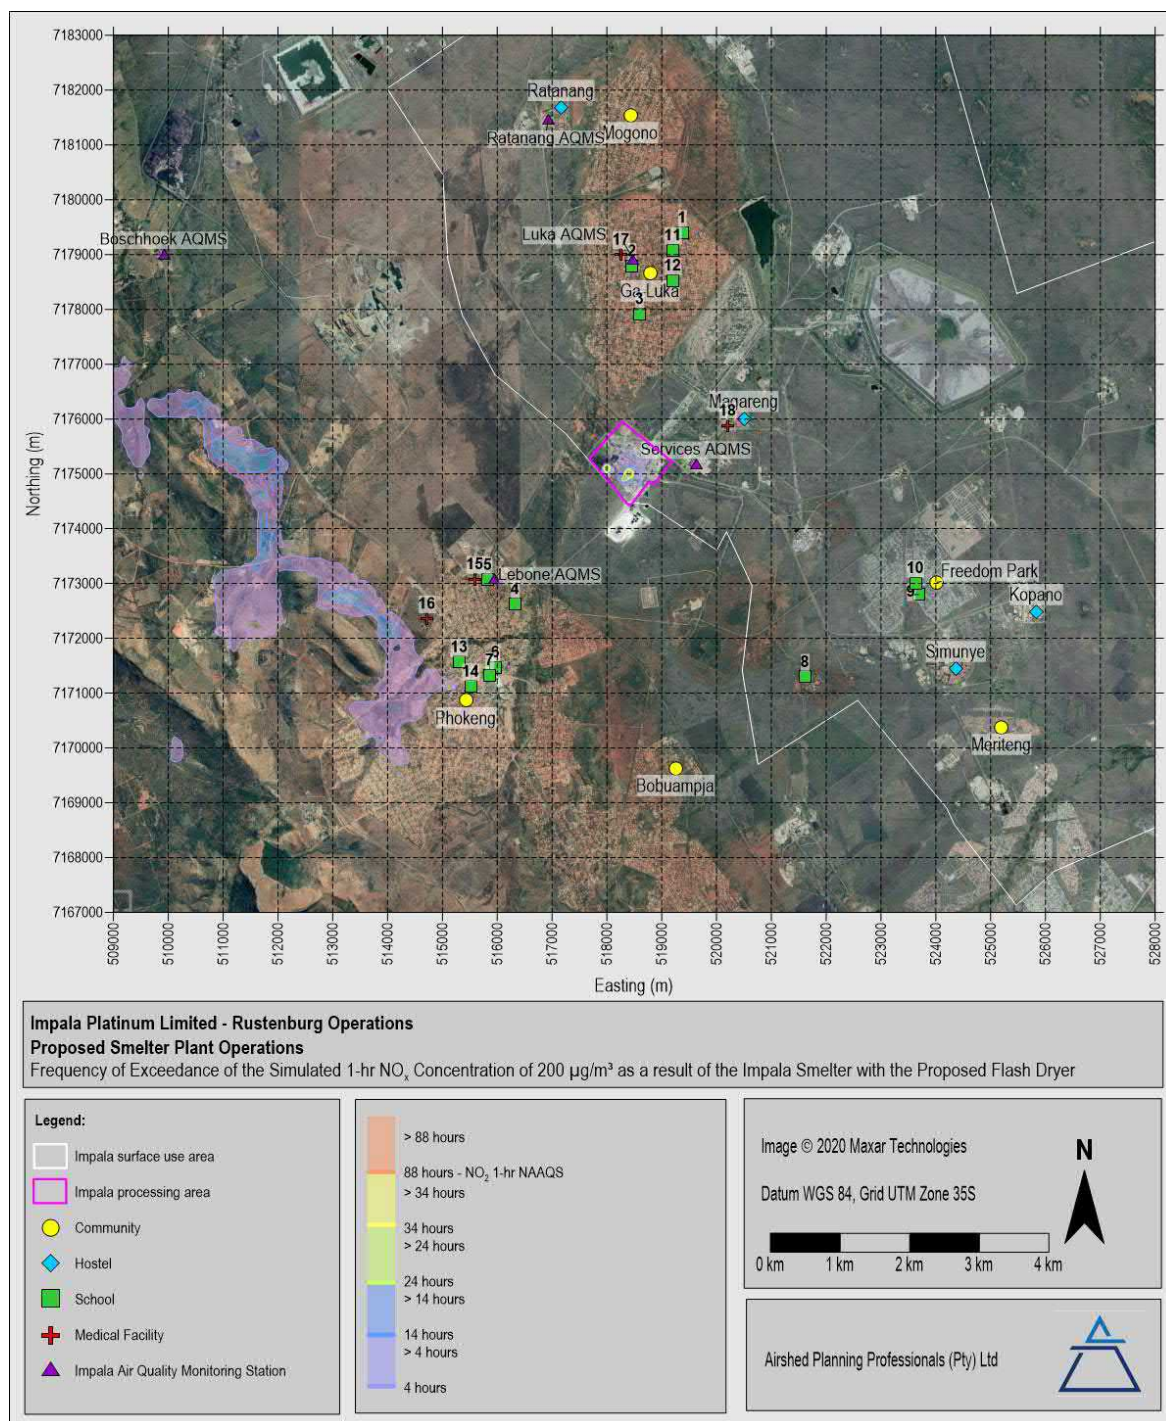 7183000
7182000
7181000
7180000
7179000
7178000
7177000
7176000
7175000
7174000
7173000
7172000
7171000
7170000
7169000
7168000
7167000
Northing (m)
Ratanang
Ratanang AQMS
Mogono
Boschhoek AQMS
Luka AQMS
1
17
11
2
12
Ga-Luka
3
Magareng
18
Services AQMS
155
Lebone AQMS
4
16
10
Freedom Park
9
Kopano
13
6
7
14
Phokeng
8
Simunye
Meriteng
Bobuampja
509000
510000
511000
512000
513000
514000
515000
516000
517000
518000
519000
520000
521000
522000
523000
524000
525000
526000
527000
528000
Easting (m)
Impala Platinum Limited - Rustenburg Operations
Proposed Smelter Plant Operations
Frequency of Exceedance of the Simulated 1-hr NOx Concentration of 200 µg/m³ as a result of the Impala Smelter with the Proposed Flash Dryer
Legend:
Impala surface use area
Impala processing area
Community
Hostel
School
Medical Facility
Impala Air Quality Monitoring Station
> 88 hours
88 hours - NO2 1-hr NAAQS
> 34 hours
34 hours
> 24 hours
24 hours
> 14 hours
14 hours
> 4 hours
4 hours
Image © 2020 Maxar Technologies
Datum WGS 84, Grid UTM Zone 35S
N
0 km 1 km 2 km 3 km 4 km
Airshed Planning Professionals (Pty) Ltd